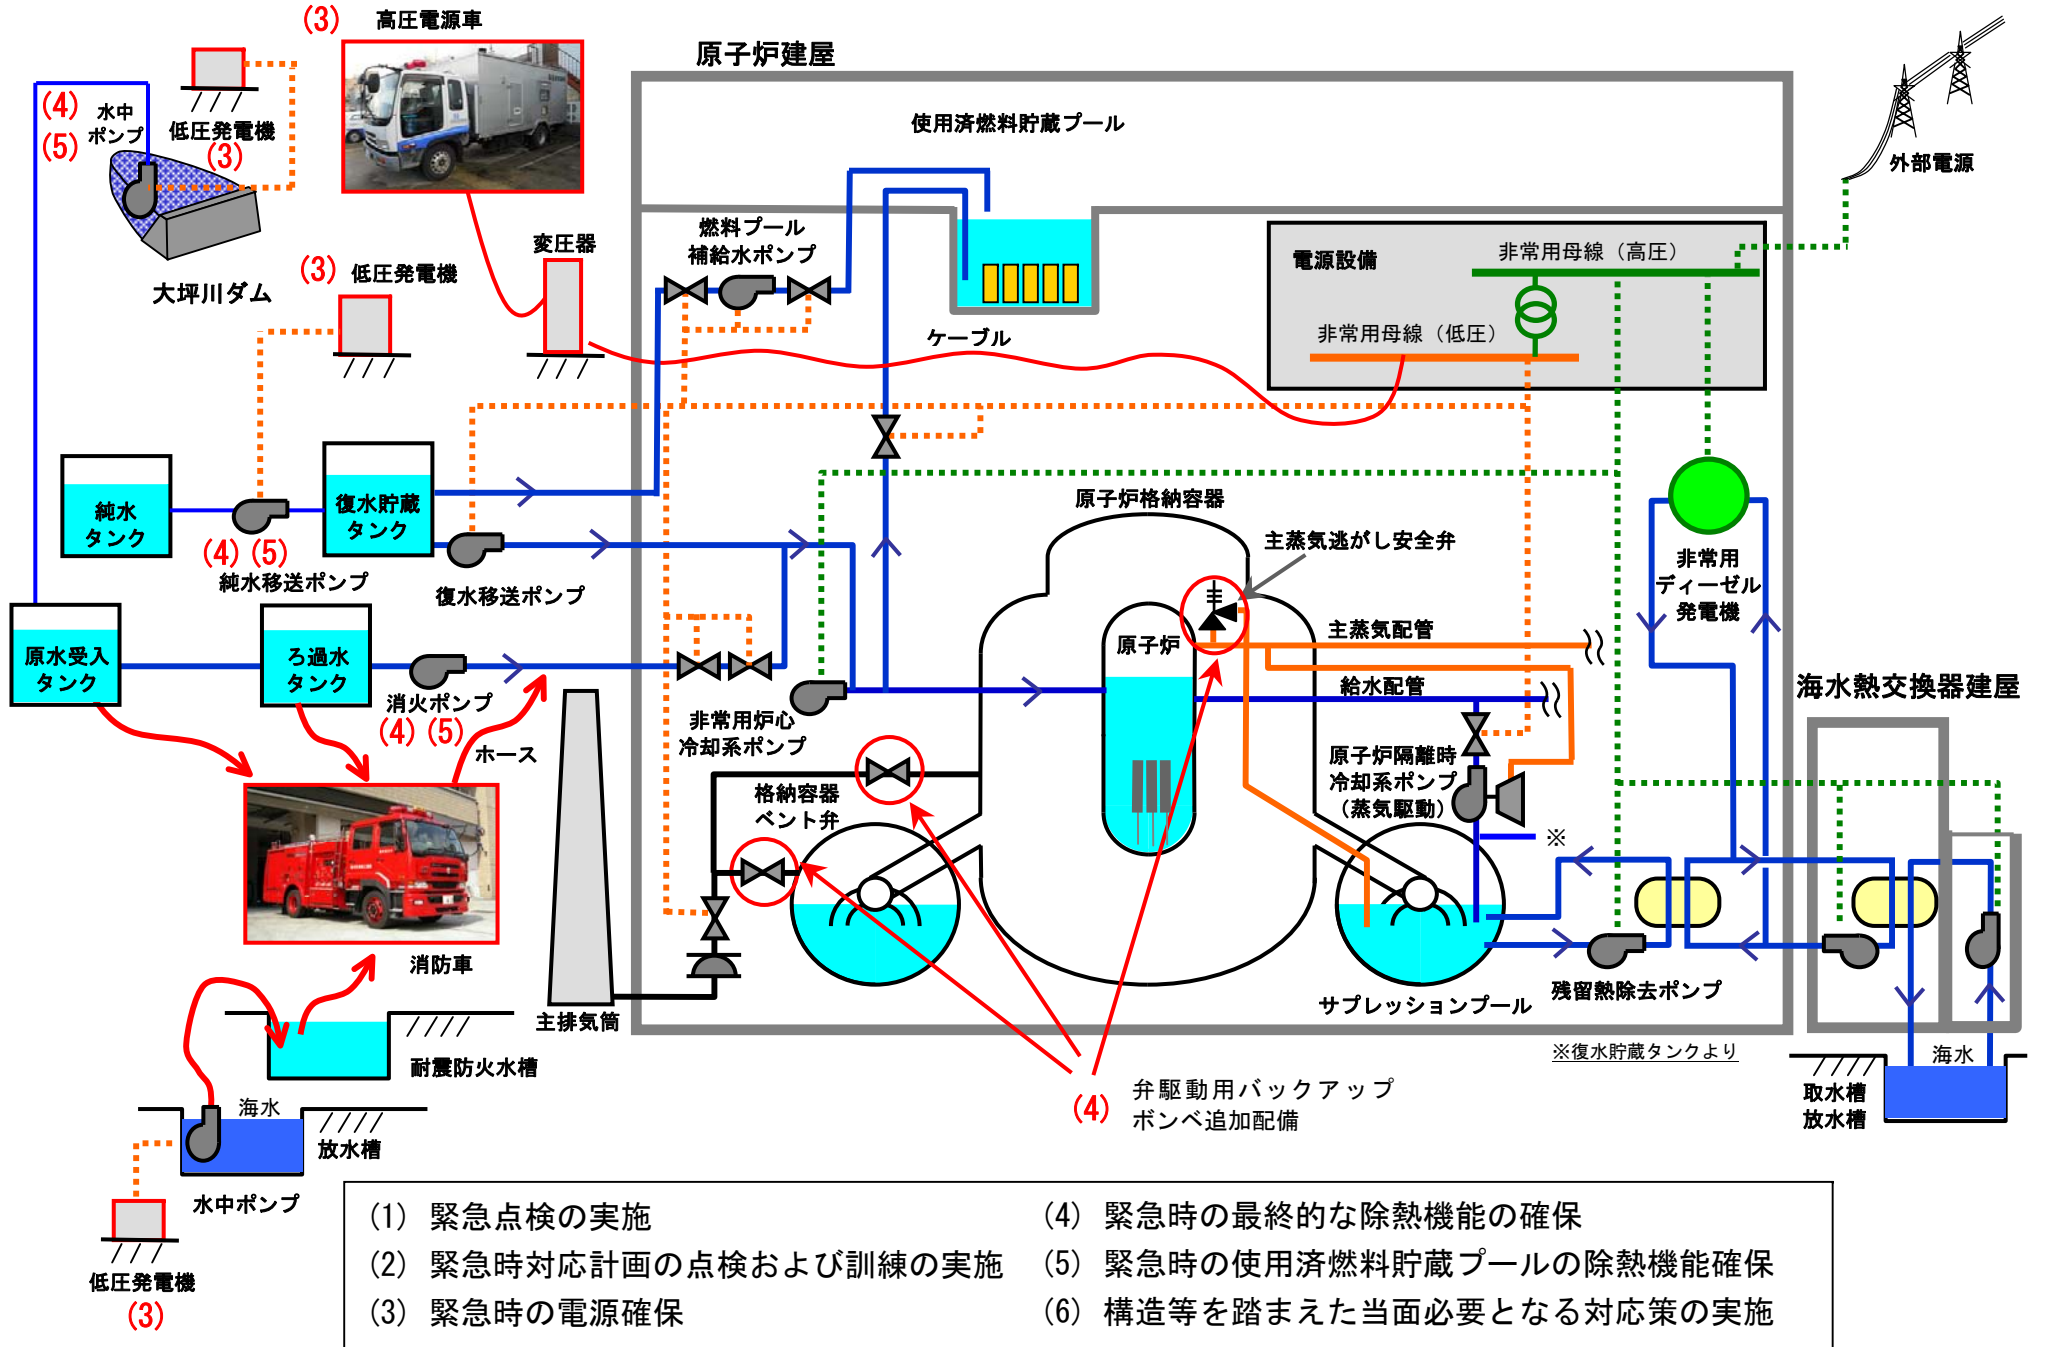 (3)
高圧電源車
原子炉建屋
(4)
(5)
水中
ポンプ
低圧発電機
(3)
使用済燃料貯蔵プール
外部電源
大坪川ダム
(3)
低圧発電機
変圧器
燃料プール
補給水ポンプ
電源設備
非常用母線（高圧）
非常用母線（低圧）
ケーブル
純水
タンク
復水貯蔵
タンク
(4)(5)
純水移送ポンプ
復水移送ポンプ
原子炉格納容器
主蒸気逃がし安全弁
非常用
ディーゼル
発電機
原水受入
タンク
ろ過水
タンク
消火ポンプ
(4)(5)
ホース
原子炉
主蒸気配管
給水配管
海水熱交換器建屋
非常用炉心
冷却系ポンプ
原子炉隔離時
冷却系ポンプ
（蒸気駆動）
※
格納容器
ベント弁
消防車
主排気筒
サプレッションプール
残留熱除去ポンプ
※復水貯蔵タンクより
海水
取水槽
放水槽
耐震防火水槽
(4)
弁駆動用バックアップ
ボンベ追加配備
海水
放水槽
水中ポンプ
低圧発電機
(3)
(1) 緊急点検の実施
(2) 緊急時対応計画の点検および訓練の実施
(3) 緊急時の電源確保
(4) 緊急時の最終的な除熱機能の確保
(5) 緊急時の使用済燃料貯蔵プールの除熱機能確保
(6) 構造等を踏まえた当面必要となる対応策の実施